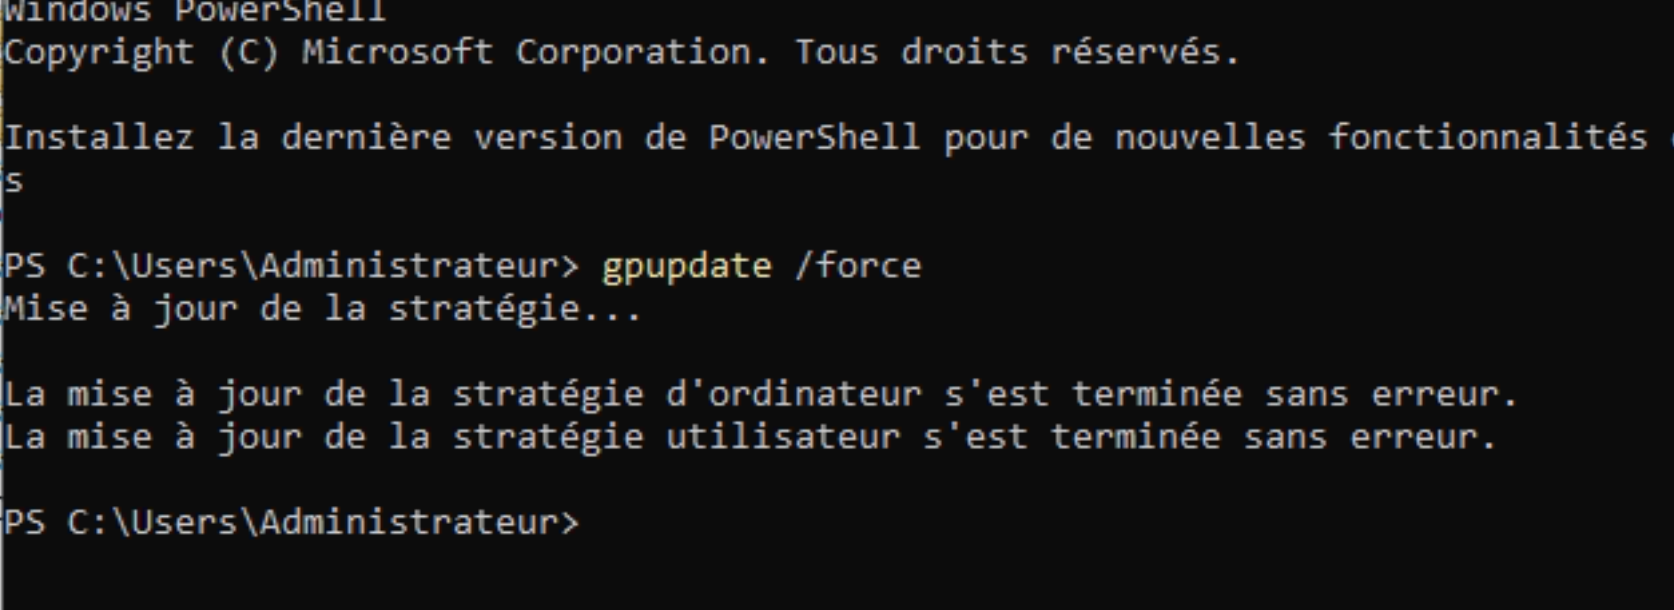 Windows PowerShell
Copyright (C) Microsoft Corporation. Tous droits réservés.
Installez la dernière version de PowerShell pour de nouvelles fonctionnalités
s
PS C:\Users\Administrateur> gpupdate /force
Mise à jour de la stratégie...
La mise à jour de la stratégie d'ordinateur s'est terminée sans erreur.
La mise à jour de la stratégie utilisateur s'est terminée sans erreur.
PS C:\Users\Administrateur>